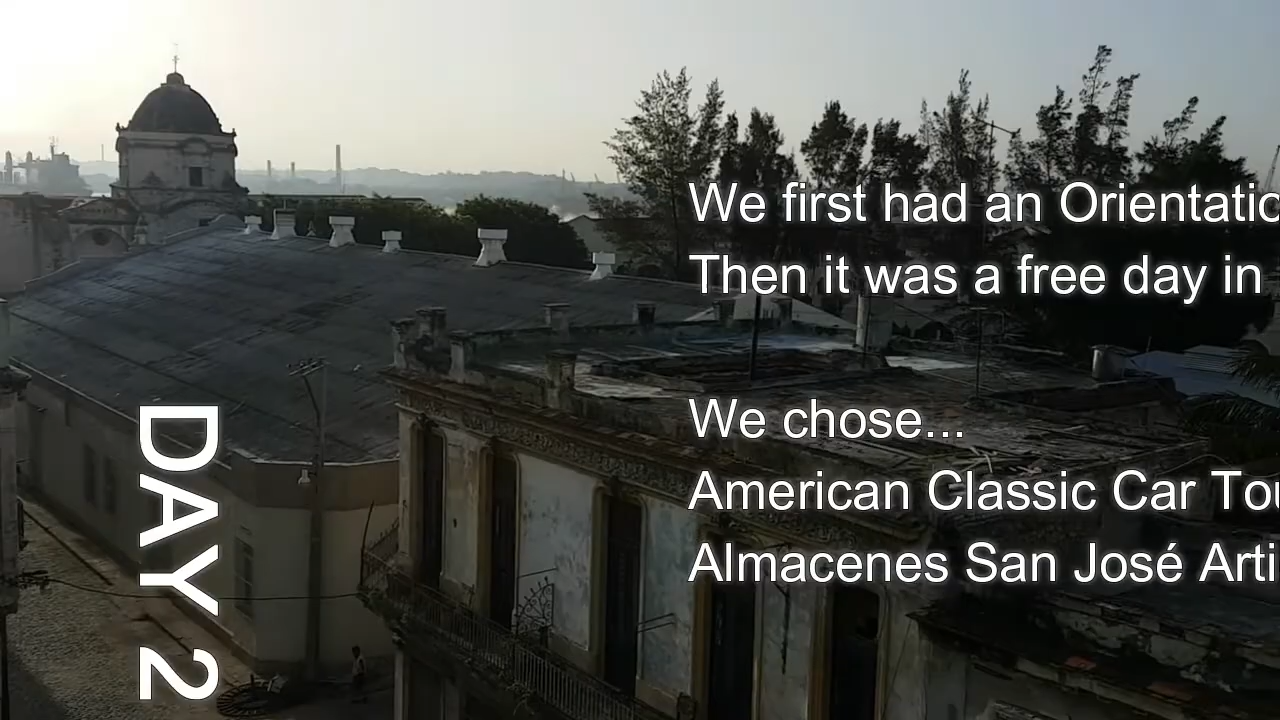 DAY 2
We first had an
Then it was a free day in
We chose...
American Classic Car
Almacenes San José